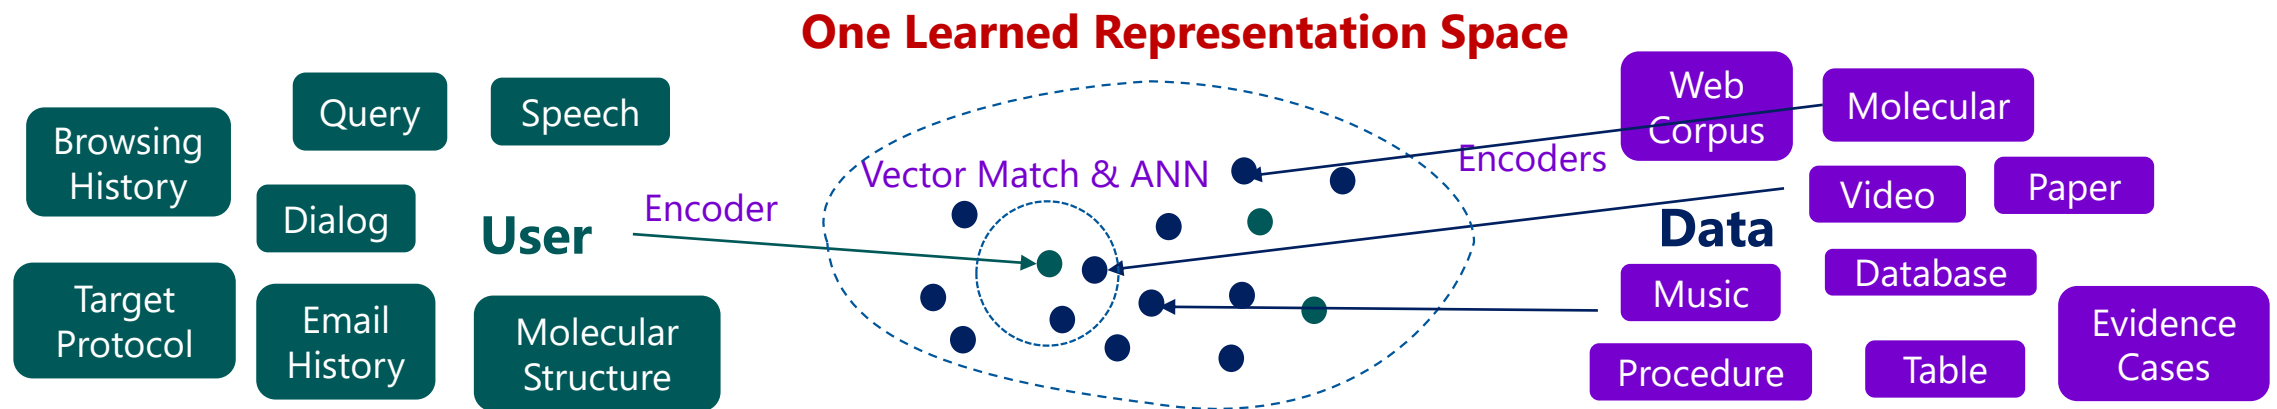 One Learned Representation Space
Browsing
History
Query
Speech
Dialog
User
Target
Protocol
Email
History
Molecular
Structure
Encoder
Vector Match & ANN
Encoders
Web
Corpus
Molecular
Video
Paper
Data
Music
Database
Procedure
Table
Evidence
Cases